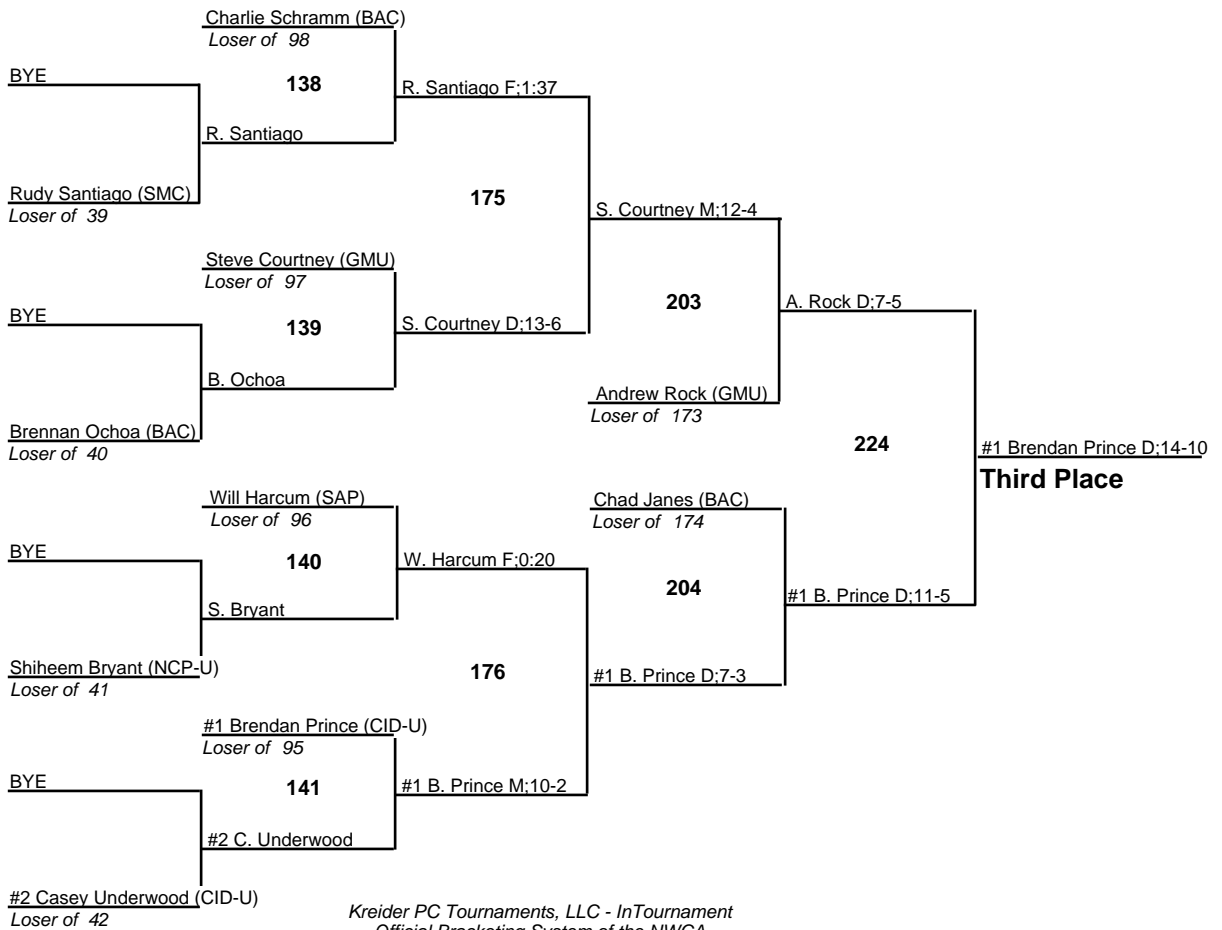 Charlie Schramm (BAC)
Loser of 98
BYE
138
R. Santiago F;1:37
R. Santiago
Rudy Santiago (SMC)
Loser of 39
175
S. Courtney M;12-4
Steve Courtney (GMU)
Loser of 97
BYE
139
S. Courtney D;13-6
203
A. Rock D;7-5
B. Ochoa
Andrew Rock (GMU)
Loser of 173
Brennan Ochoa (BAC)
Loser of 40
224
#1 Brendan Prince D;14-10
Third Place
Will Harcum (SAP)
Loser of 96
Chad Janes (BAC)
Loser of 174
BYE
140
W. Harcum F;0:20
204
#1 B. Prince D;11-5
S. Bryant
Shiheem Bryant (NCP-U)
Loser of 41
176
#1 B. Prince D;7-3
#1 Brendan Prince (CID-U)
Loser of 95
BYE
141
#1 B. Prince M;10-2
#2 C. Underwood
#2 Casey Underwood (CID-U)
Loser of 42
Kreider PC Tournaments, LLC - InTournament
Official Bracketing System of the NWCA